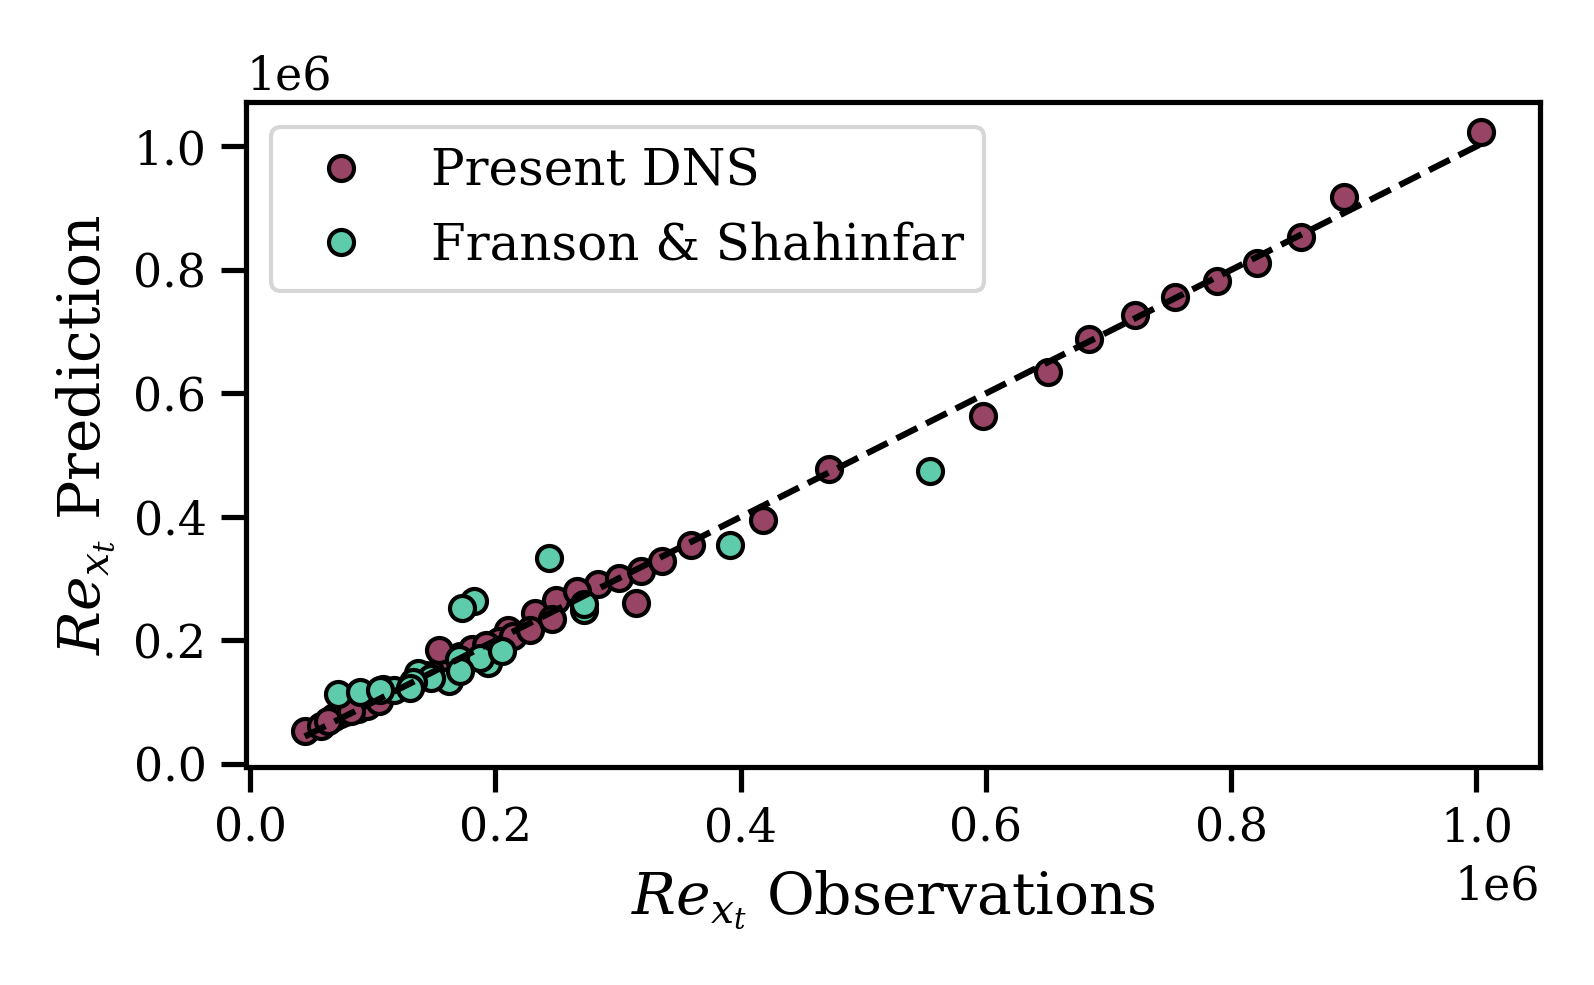 1e6
1.0
0.8
0.6
0.4
0.2
0.0
Re_{x_t} Prediction
Present DNS
Franson & Shahinfar
0.0 0.2 0.4 0.6 0.8 1.0
1e6
Re_{x_t} Observations